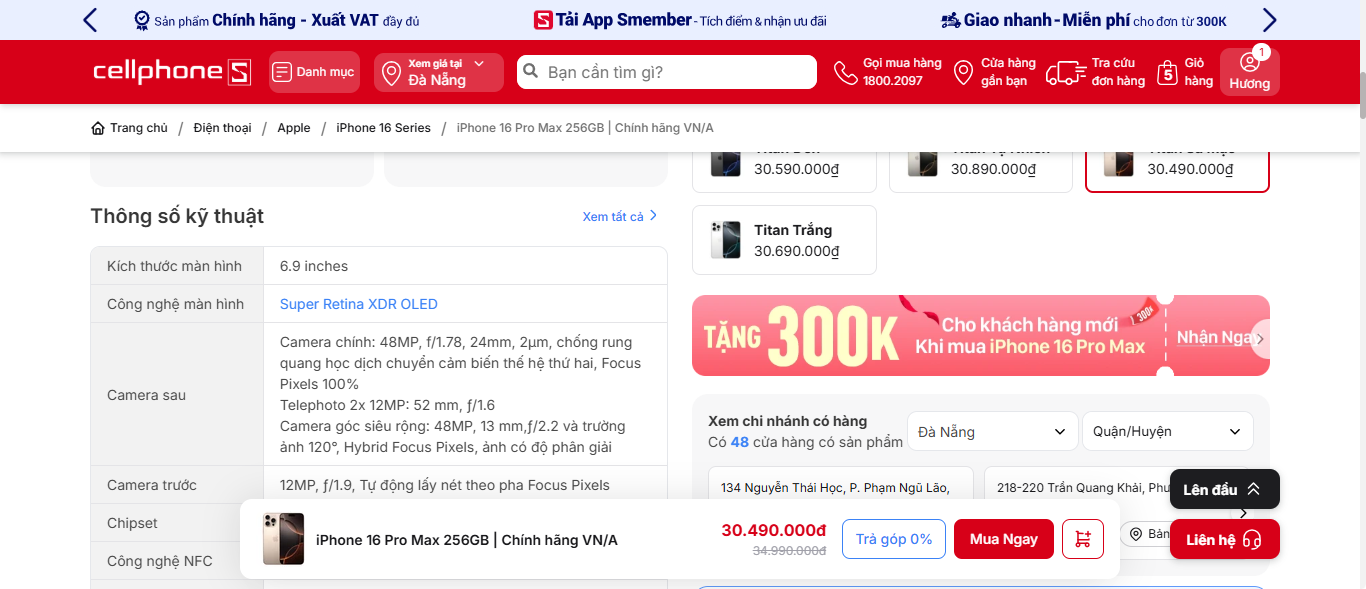 Sản phẩm Chính hãng - Xuất VAT đầy đủ
Tải App Smember - Tích điểm & nhận ưu đãi
Giao nhanh - Miễn phí cho đơn từ 300K
cellphoneS
Danh mục
Xem giá tại
Đà Nẵng
Bạn cần tìm gì?
Gọi mua hàng
1800.2097
Cửa hàng
gần bạn
Tra cứu
đơn hàng
5
Giỏ
hàng
1
Hương
Trang chủ / Điện thoại / Apple / iPhone 16 Series / iPhone 16 Pro Max 256GB | Chính hãng VN/A
30.590.000₫
30.890.000₫
30.490.000₫
Titan Trắng
30.690.000₫
Thông số kỹ thuật
Xem tất cả
Kích thước màn hình
6.9 inches
Công nghệ màn hình
Super Retina XDR OLED
Camera sau
Camera chính: 48MP, f/1.78, 24mm, 2µm, chống rung
quang học dịch chuyển cảm biến thế hệ thứ hai, Focus
Pixels 100%
Telephoto 2x 12MP: 52 mm, ƒ/1.6
Camera góc siêu rộng: 48MP, 13 mm,ƒ/2.2 và trường
ảnh 120°, Hybrid Focus Pixels, ảnh có độ phân giải
Camera trước
12MP, ƒ/1.9, Tự động lấy nét theo pha Focus Pixels
Chipset
Công nghệ NFC
TẶNG 300K
Cho khách hàng mới
Khi mua iPhone 16 Pro Max
300K
Nhận Nga
Xem chi nhánh có hàng
Có 48 cửa hàng có sản phẩm
Đà Nẵng
Quận/Huyện
134 Nguyễn Thái Học, P. Phạm Ngũ Lão,
218-220 Trần Quang Khải, Phư
Bản
Lên đầu
Liên hệ
iPhone 16 Pro Max 256GB | Chính hãng VN/A
30.490.000đ
34.990.000đ
Trả góp 0%
Mua Ngay